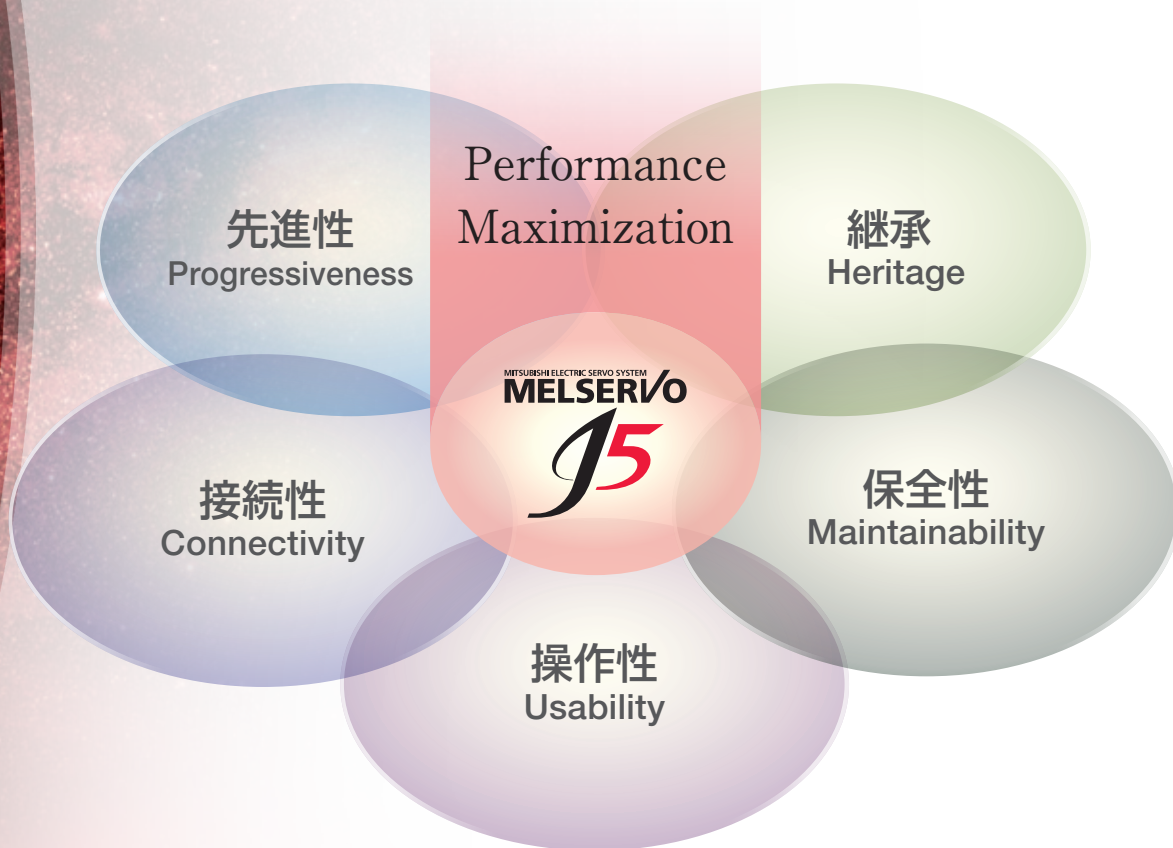 Performance
Maximization
先進性
Progressiveness
継承
Heritage
MITSUBISHI ELECTRIC SERVO SYSTEM
MELSERVO
J5
接続性
Connectivity
保全性
Maintainability
操作性
Usability